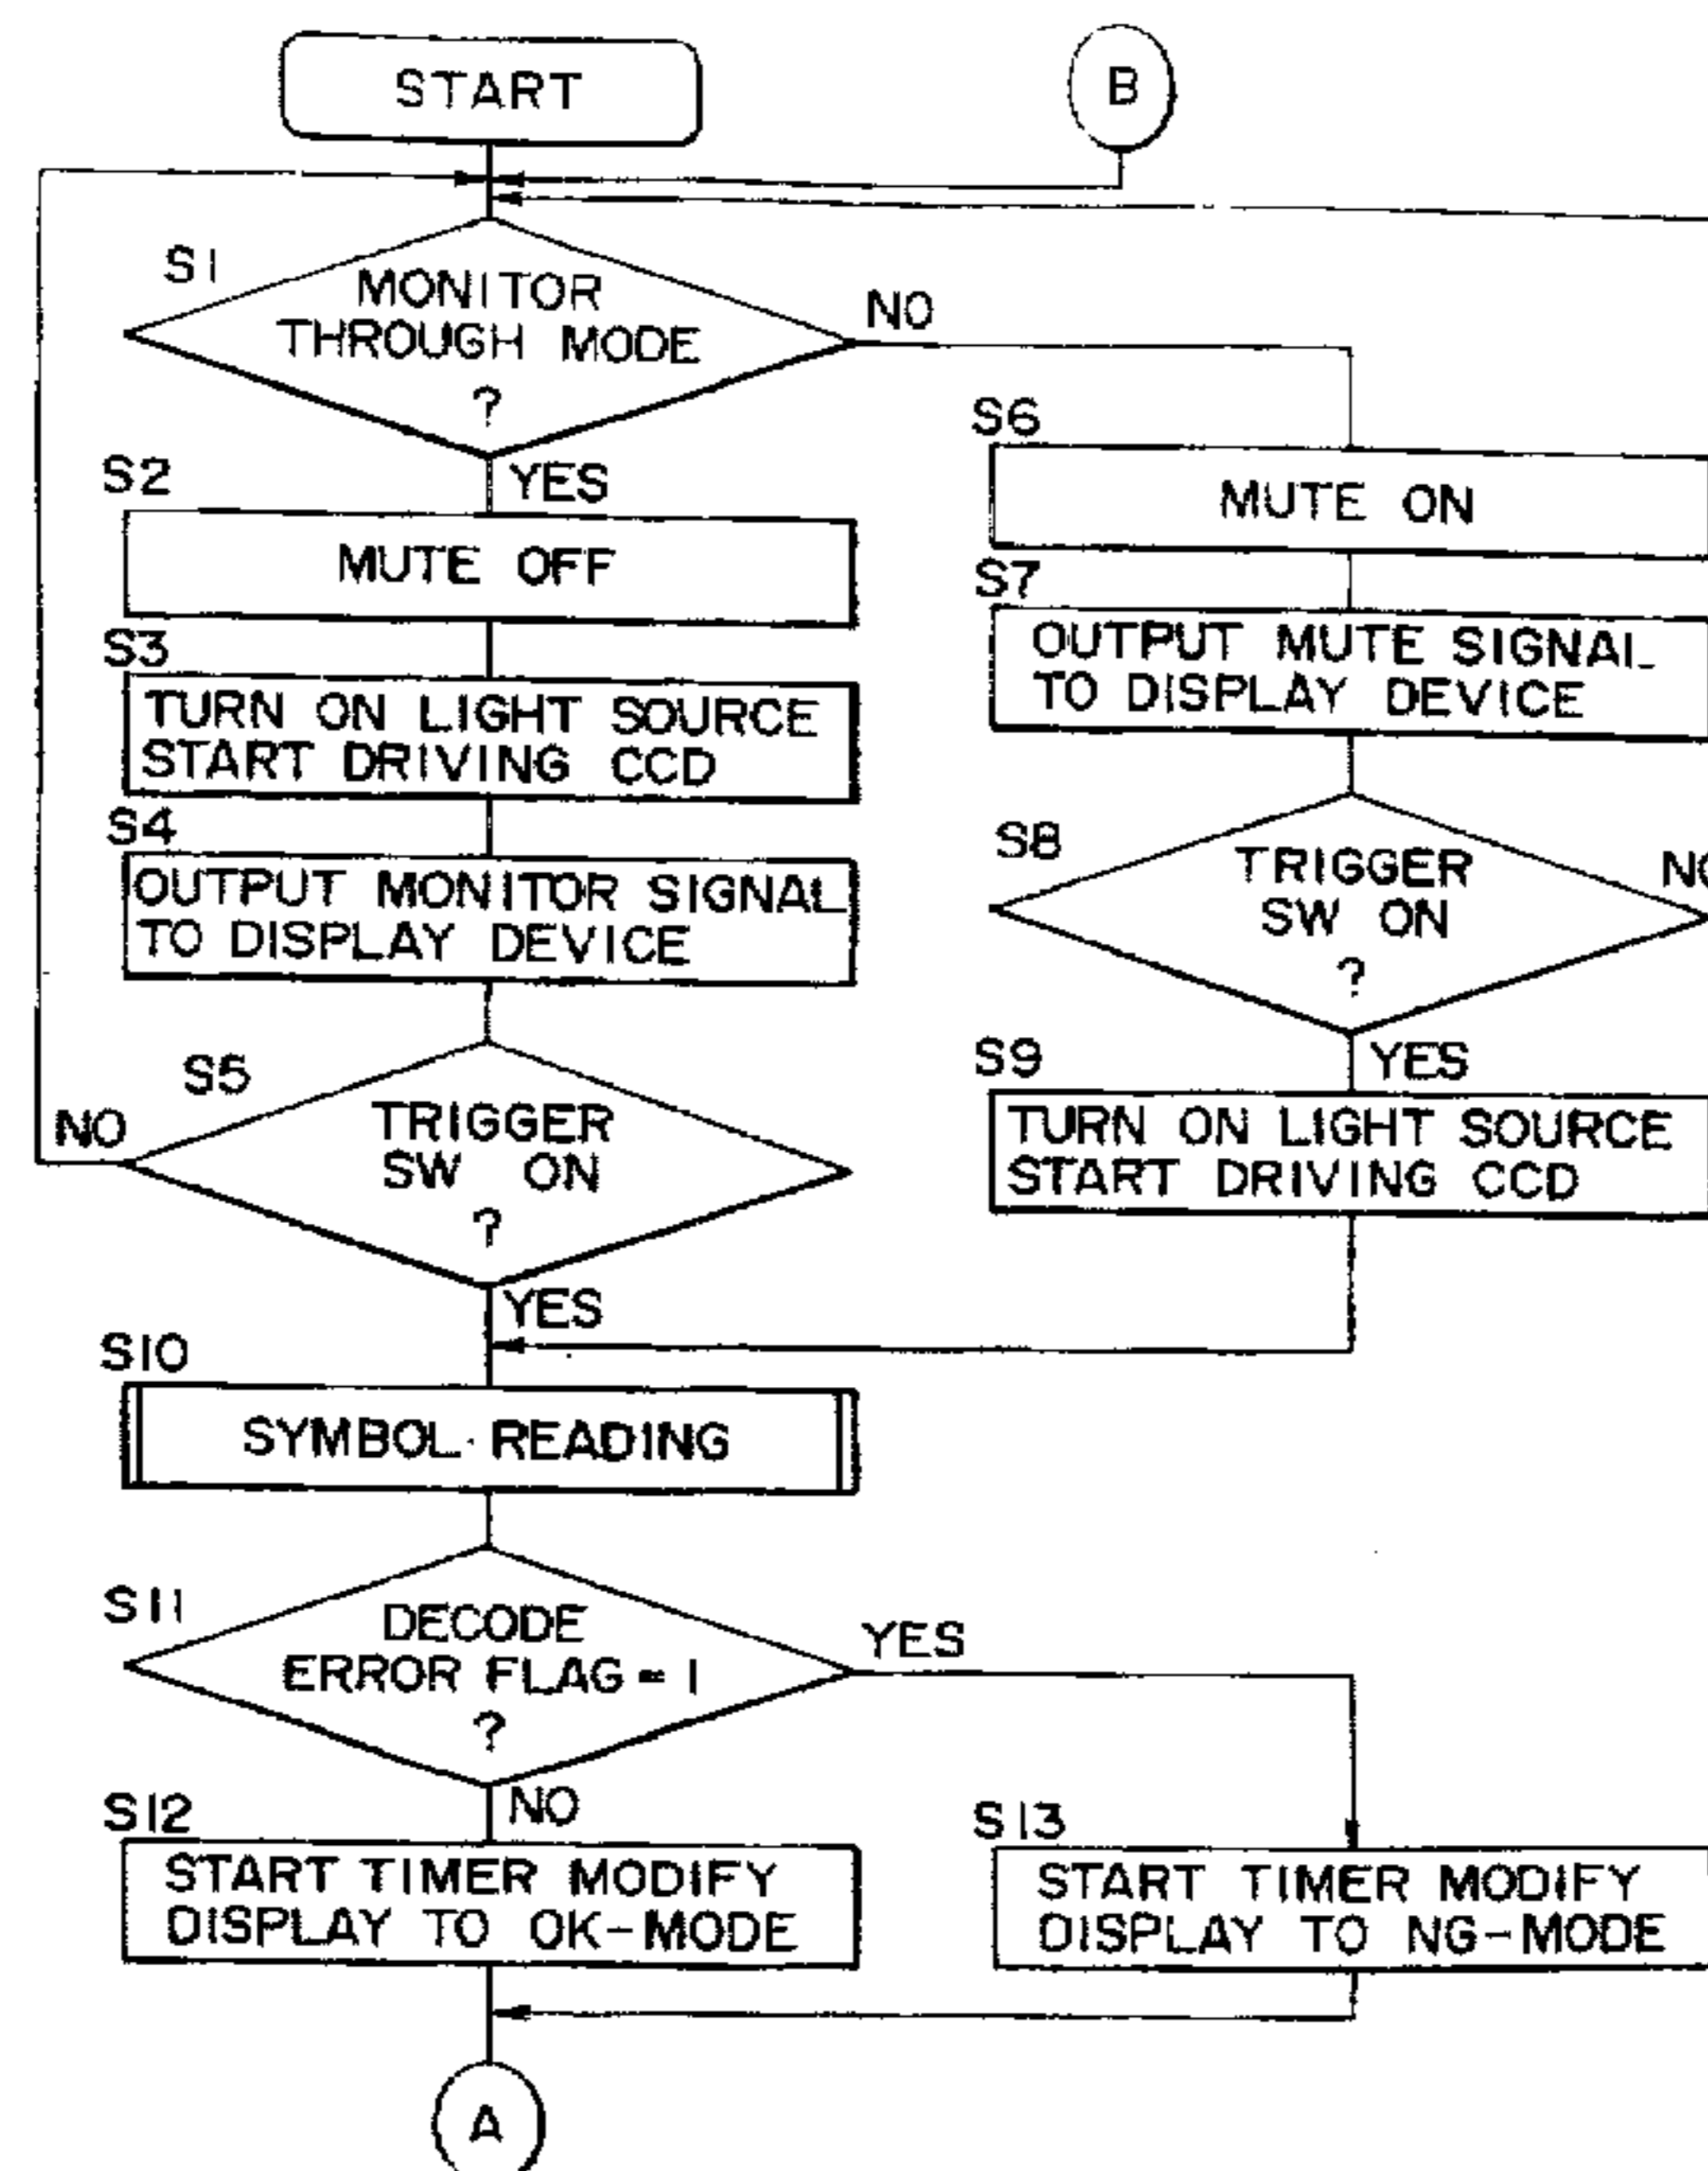 START
B
S1
MONITOR
THROUGH MODE
?
NO
YES
S2
MUTE OFF
S3
TURN ON LIGHT SOURCE
START DRIVING CCD
S4
OUTPUT MONITOR SIGNAL
TO DISPLAY DEVICE
S5
TRIGGER
SW ON
?
NO
YES
S6
MUTE ON
S7
OUTPUT MUTE SIGNAL
TO DISPLAY DEVICE
S8
TRIGGER
SW ON
?
NO
YES
S9
TURN ON LIGHT SOURCE
START DRIVING CCD
S10
SYMBOL READING
S11
DECODE
ERROR FLAG = 1
?
YES
NO
S12
START TIMER MODIFY
DISPLAY TO OK-MODE
S13
START TIMER MODIFY
DISPLAY TO NG-MODE
A